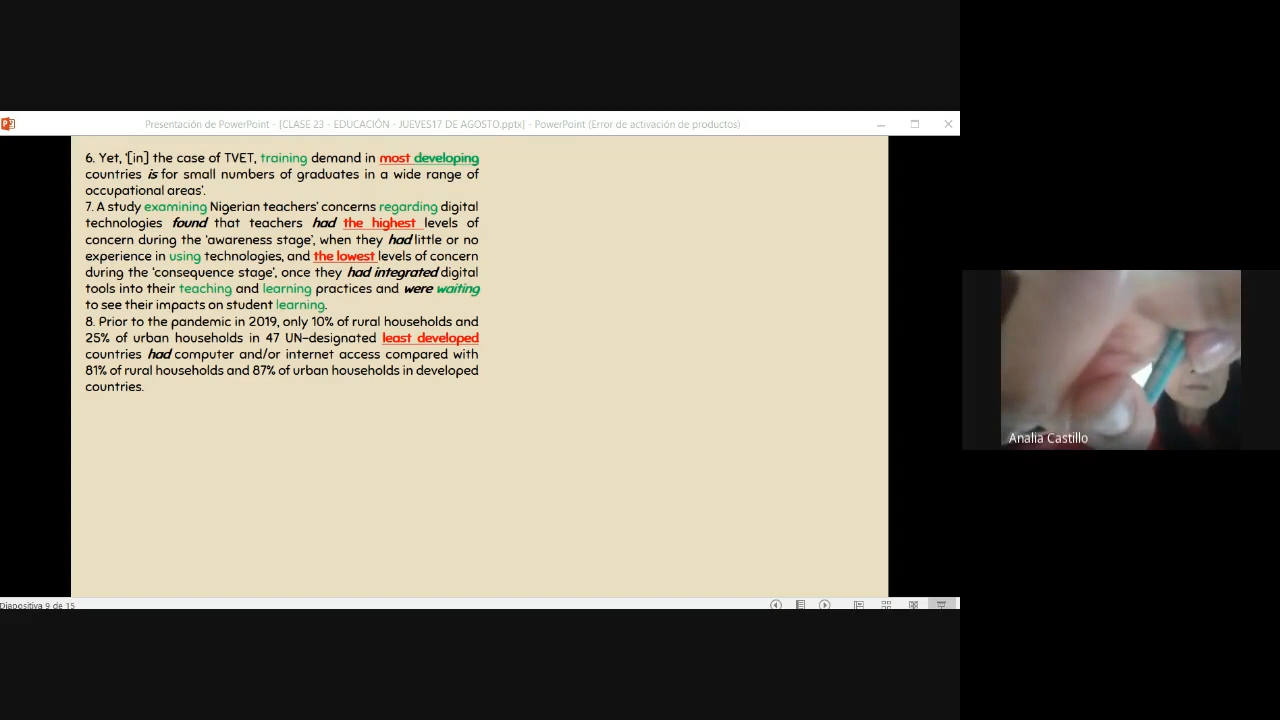 Presentación de PowerPoint - [CLASE 23 - EDUCACIÓN - JUEVES17 DE AGOSTO.pptx] - PowerPoint (Error de activación de productos)
6. Yet, '[in] the case of TVET, training demand in most developing
countries is for small numbers of graduates in a wide range of
occupational areas'.
7. A study examining Nigerian teachers' concerns regarding digital
technologies found that teachers had the highest levels of
concern during the 'awareness stage', when they had little or no
experience in using technologies, and the lowest levels of concern
during the 'consequence stage', once they had integrated digital
tools into their teaching and learning practices and were waiting
to see their impacts on student learning.
8. Prior to the pandemic in 2019, only 10% of rural households and
25% of urban households in 47 UN-designated least developed
countries had computer and/or internet access compared with
81% of rural households and 87% of urban households in developed
countries.
Analia Castillo
Diapositiva 9 de 15